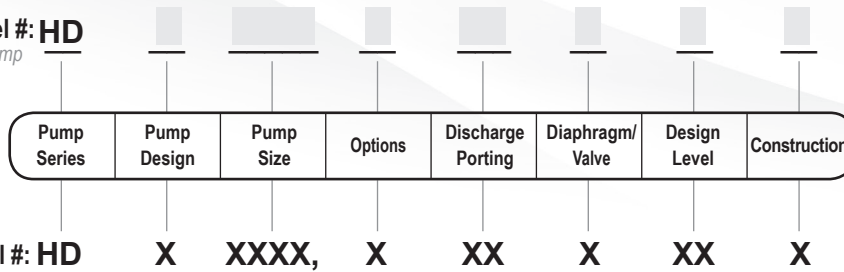 el #: HD
mp
Pump Series
Pump Design
Pump Size
Options
Discharge Porting
Diaphragm/ Valve
Design Level
Construction
l #: HD X XXXX, X XX X XX X